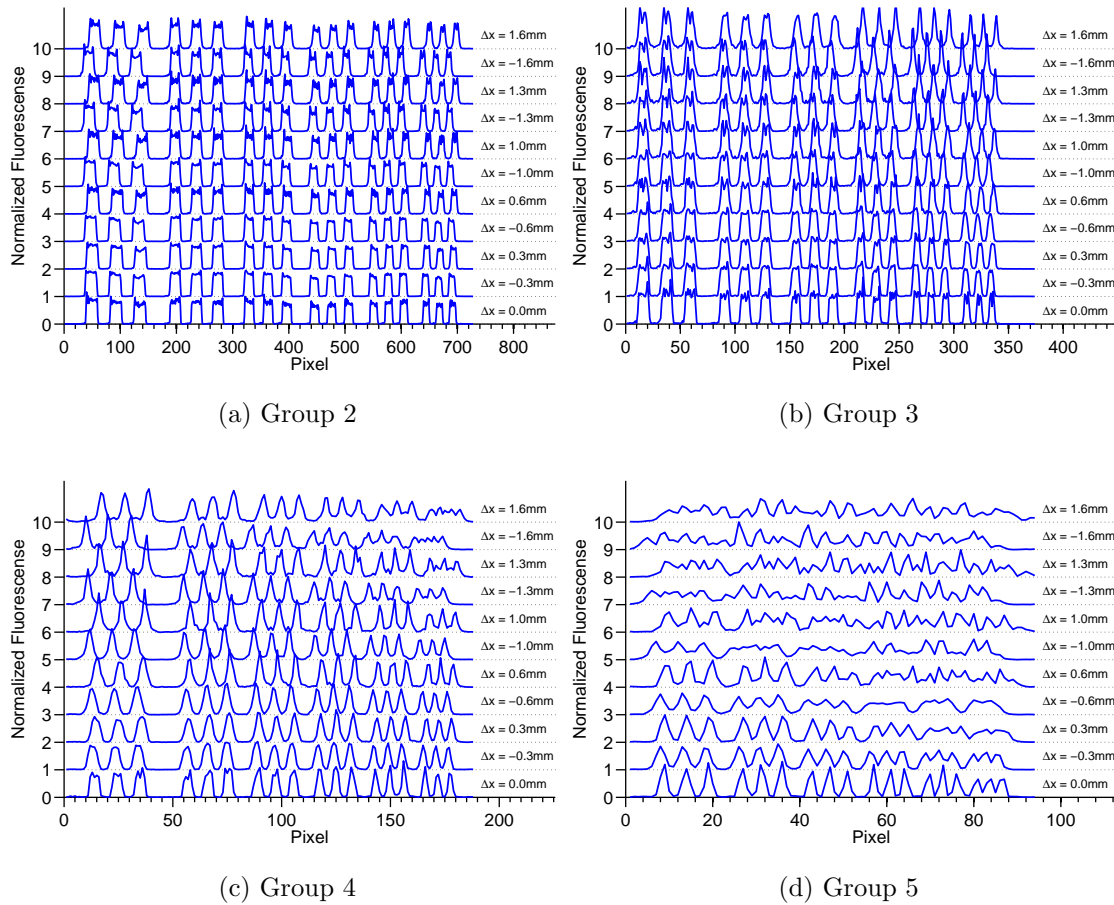 Normalized Fluorescense
10
9
8
7
6
5
4
3
2
1
0
Δx = 1.6mm
Δx = −1.6mm
Δx = 1.3mm
Δx = −1.3mm
Δx = 1.0mm
Δx = −1.0mm
Δx = 0.6mm
Δx = −0.6mm
Δx = 0.3mm
Δx = −0.3mm
Δx = 0.0mm
0 100 200 300 400 500 600 700 800
Pixel
(a) Group 2
Normalized Fluorescense
10
9
8
7
6
5
4
3
2
1
0
Δx = 1.6mm
Δx = −1.6mm
Δx = 1.3mm
Δx = −1.3mm
Δx = 1.0mm
Δx = −1.0mm
Δx = 0.6mm
Δx = −0.6mm
Δx = 0.3mm
Δx = −0.3mm
Δx = 0.0mm
0 50 100 150 200 250 300 350 400
Pixel
(b) Group 3
Normalized Fluorescense
10
9
8
7
6
5
4
3
2
1
0
Δx = 1.6mm
Δx = −1.6mm
Δx = 1.3mm
Δx = −1.3mm
Δx = 1.0mm
Δx = −1.0mm
Δx = 0.6mm
Δx = −0.6mm
Δx = 0.3mm
Δx = −0.3mm
Δx = 0.0mm
0 50 100 150 200
Pixel
(c) Group 4
Normalized Fluorescense
10
9
8
7
6
5
4
3
2
1
0
Δx = 1.6mm
Δx = −1.6mm
Δx = 1.3mm
Δx = −1.3mm
Δx = 1.0mm
Δx = −1.0mm
Δx = 0.6mm
Δx = −0.6mm
Δx = 0.3mm
Δx = −0.3mm
Δx = 0.0mm
0 20 40 60 80 100
Pixel
(d) Group 5